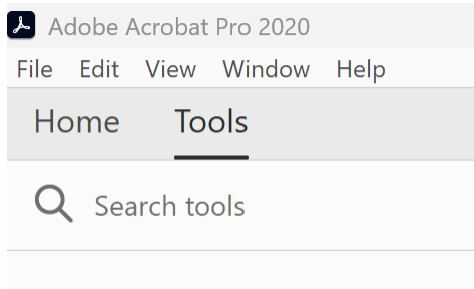 Adobe Acrobat Pro 2020
File Edit View Window Help
Home Tools
Search tools